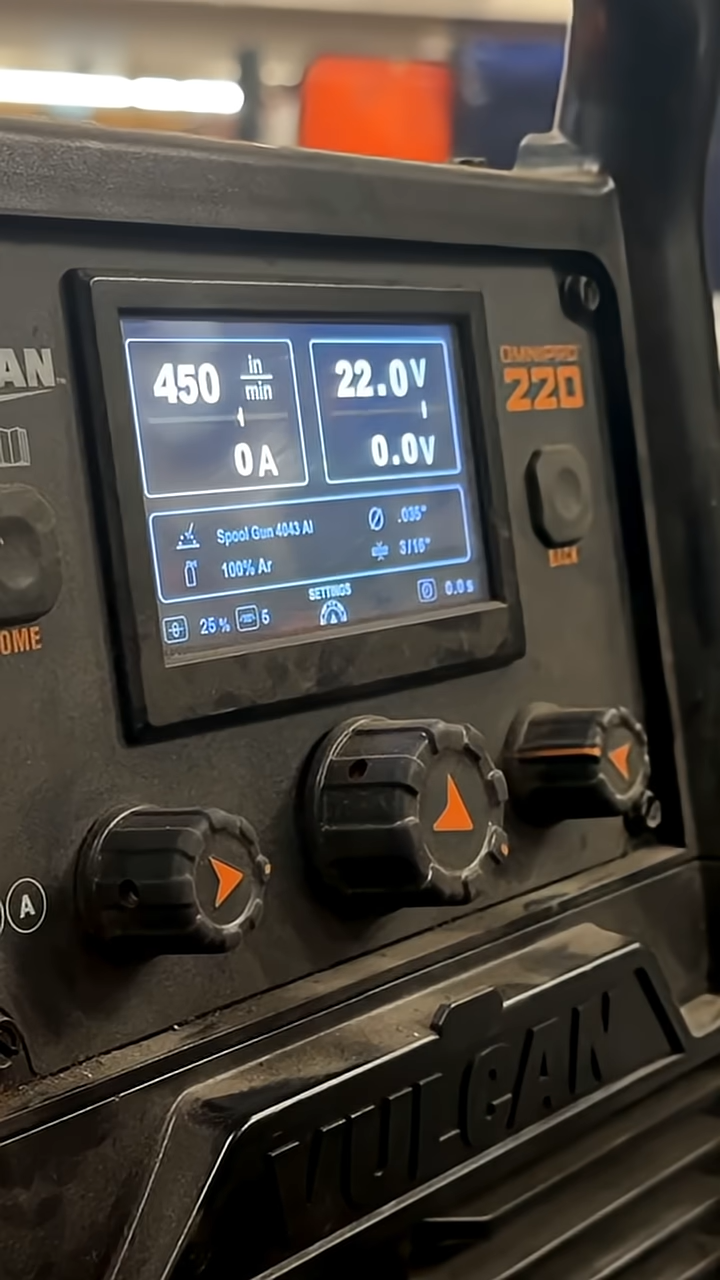 AN
OMNIPRO
220
450 in/min
22.0V
0A
0.0V
Spool Gun 4043 Al
.035"
100% Ar
3/16"
SETTINGS
25%
5
0.0s
BACK
OME
A
VULCAN